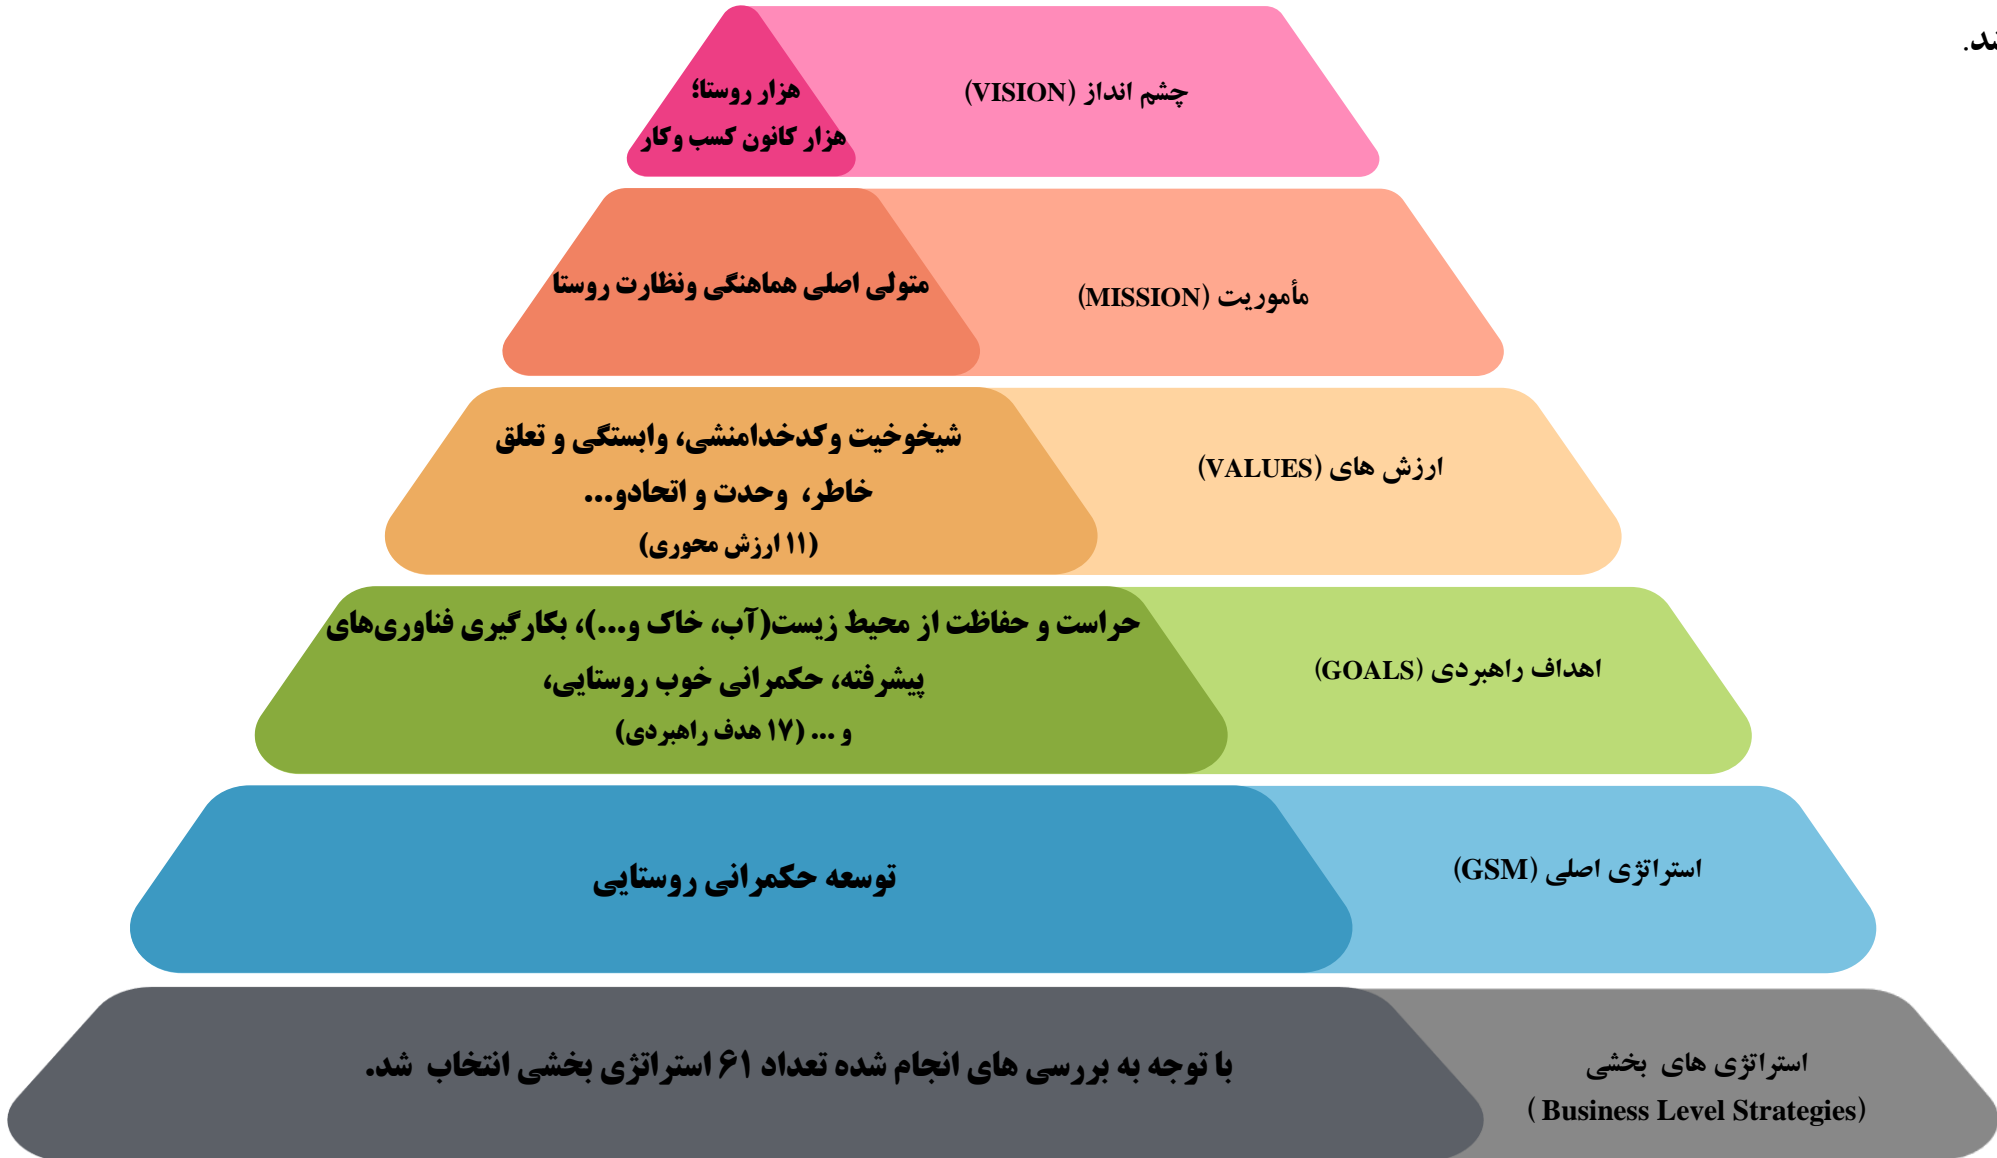 ند.
چشم انداز (VISION)
هزار روستا؛
هزار کانون کسب وکار
مأموریت (MISSION)
متولی اصلی هماهنگی ونظارت روستا
ارزش های (VALUES)
شیخوخیت وکدخدامنشی، وابستگی و تعلق
خاطر، وحدت و اتحادو...
(۱۱ ارزش محوری)
اهداف راهبردی (GOALS)
حراست و حفاظت از محیط زیست(آب، خاک و...)، بکارگیری فناوری‌های
پیشرفته، حکمرانی خوب روستایی،
و ... (۱۷ هدف راهبردی)
استراتژی اصلی (GSM)
توسعه حکمرانی روستایی
استراتژی های بخشی
(Business Level Strategies )
با توجه به بررسی های انجام شده تعداد ۶۱ استراتژی بخشی انتخاب شد.